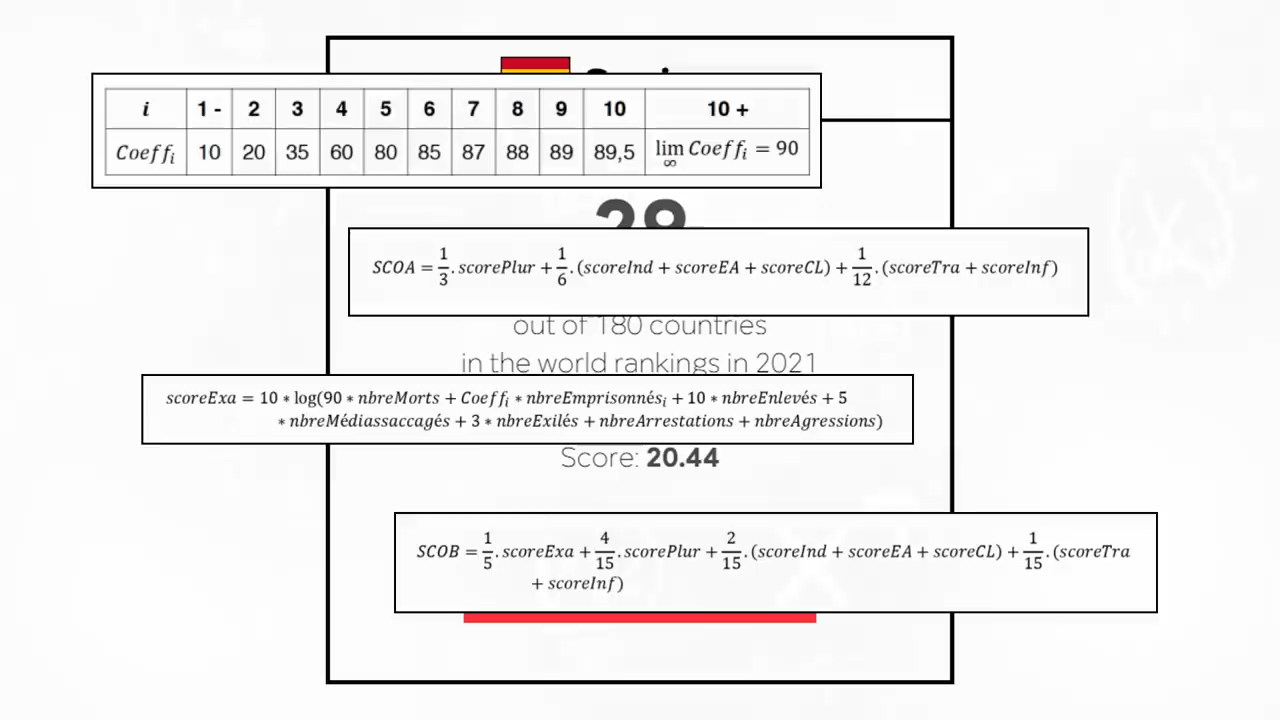 i 1 - 2 3 4 5 6 7 8 9 10 10 +
Coeff_i 10 20 35 60 80 85 87 88 89 89,5 lim_∞ Coeff_i = 90
SCOA = 1/3 . scorePlur + 1/6 . (scoreInd + scoreEA + scoreCL) + 1/12 . (scoreTra + scoreInf)
out of 180 countries
in the world rankings in 2021
scoreExa = 10 * log(90 * nbreMorts + Coeff_i * nbreEmprisonnés_i + 10 * nbreEnlevés + 5
* nbreMédiassaccagés + 3 * nbreExilés + nbreArrestations + nbreAgressions)
Score: 20.44
SCOB = 1/5 . scoreExa + 4/15 . scorePlur + 2/15 . (scoreInd + scoreEA + scoreCL) + 1/15 . (scoreTra
+ scoreInf)